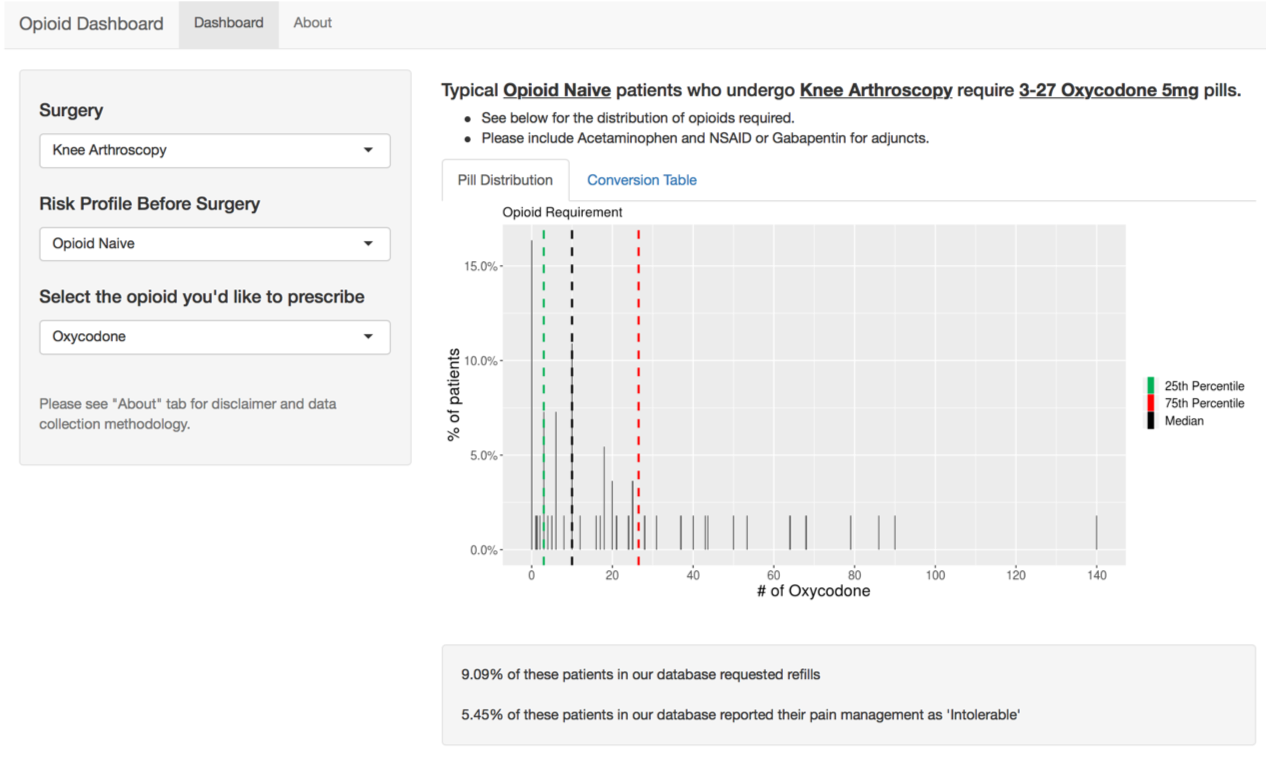 Opioid Dashboard
Dashboard
About
Surgery
Knee Arthroscopy
Risk Profile Before Surgery
Opioid Naive
Select the opioid you'd like to prescribe
Oxycodone
Please see "About" tab for disclaimer and data
collection methodology.
Typical Opioid Naive patients who undergo Knee Arthroscopy require 3-27 Oxycodone 5mg pills.
See below for the distribution of opioids required.
Please include Acetaminophen and NSAID or Gabapentin for adjuncts.
Pill Distribution
Conversion Table
Opioid Requirement
% of patients
15.0%
10.0%
5.0%
0.0%
0 20 40 60 80 100 120 140
# of Oxycodone
25th Percentile
75th Percentile
Median
9.09% of these patients in our database requested refills
5.45% of these patients in our database reported their pain management as 'Intolerable'